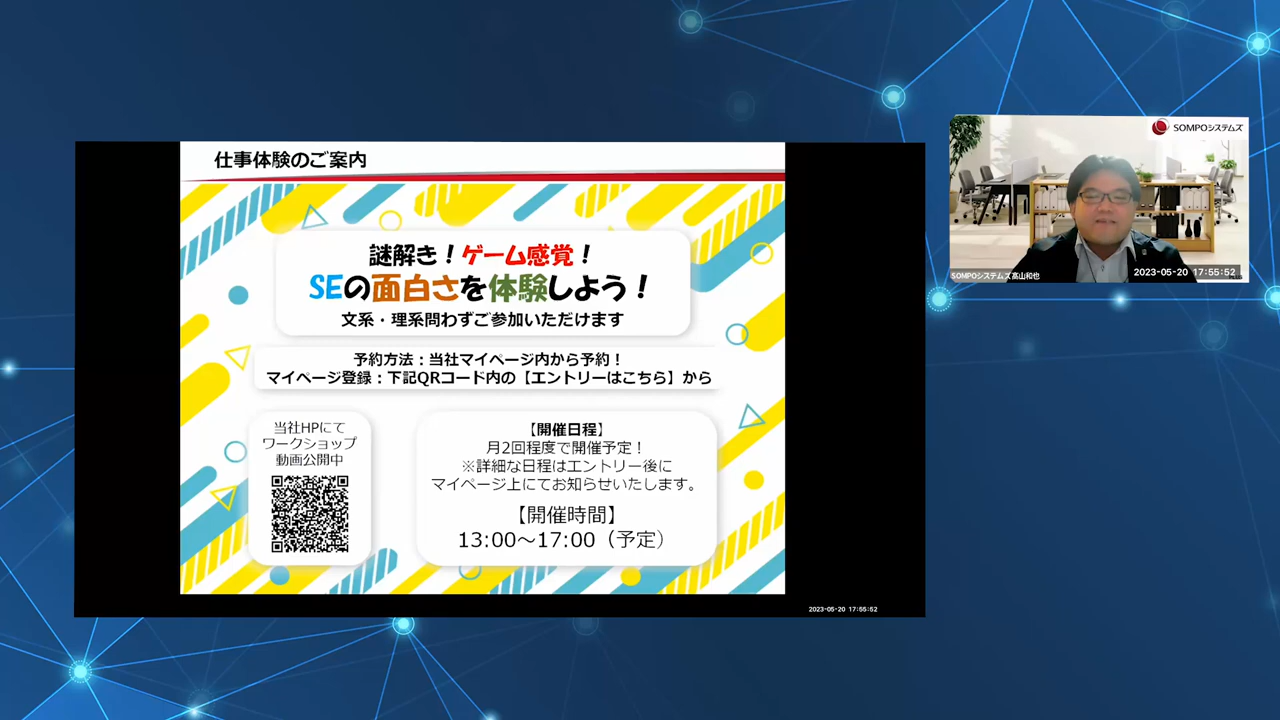 仕事体験のご案内
謎解き！ゲーム感覚！
SEの面白さを体験しよう！
文系・理系問わずご参加いただけます
予約方法：当社マイページ内から予約！
マイページ登録：下記QRコード内の【エントリーはこちら】から
当社HPにて
ワークショップ
動画公開中
【開催日程】
月2回程度で開催予定！
※詳細な日程はエントリー後に
マイページ上にてお知らせいたします。
【開催時間】
13:00～17:00（予定）
2023-05-20 17:55:52
SOMPOシステムズ
SOMPOシステムズ高山和也
2023-05-20 17:55:52